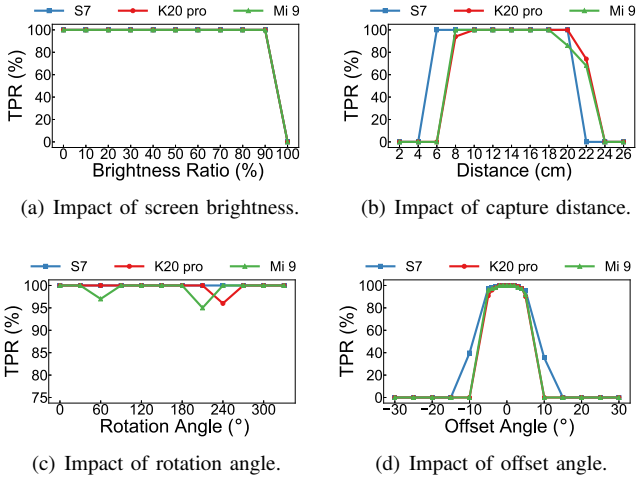 S7 K20 pro Mi 9
TPR (%)
100
80
60
40
20
0
0 10 20 30 40 50 60 70 80 90 100
Brightness Ratio (%)
(a) Impact of screen brightness.
S7 K20 pro Mi 9
TPR (%)
100
80
60
40
20
0
2 4 6 8 10 12 14 16 18 20 22 24 26
Distance (cm)
(b) Impact of capture distance.
S7 K20 pro Mi 9
TPR (%)
100
95
90
85
80
75
0 60 120 180 240 300
Rotation Angle (°)
(c) Impact of rotation angle.
S7 K20 pro Mi 9
TPR (%)
100
80
60
40
20
0
−30 −20 −10 0 10 20 30
Offset Angle (°)
(d) Impact of offset angle.